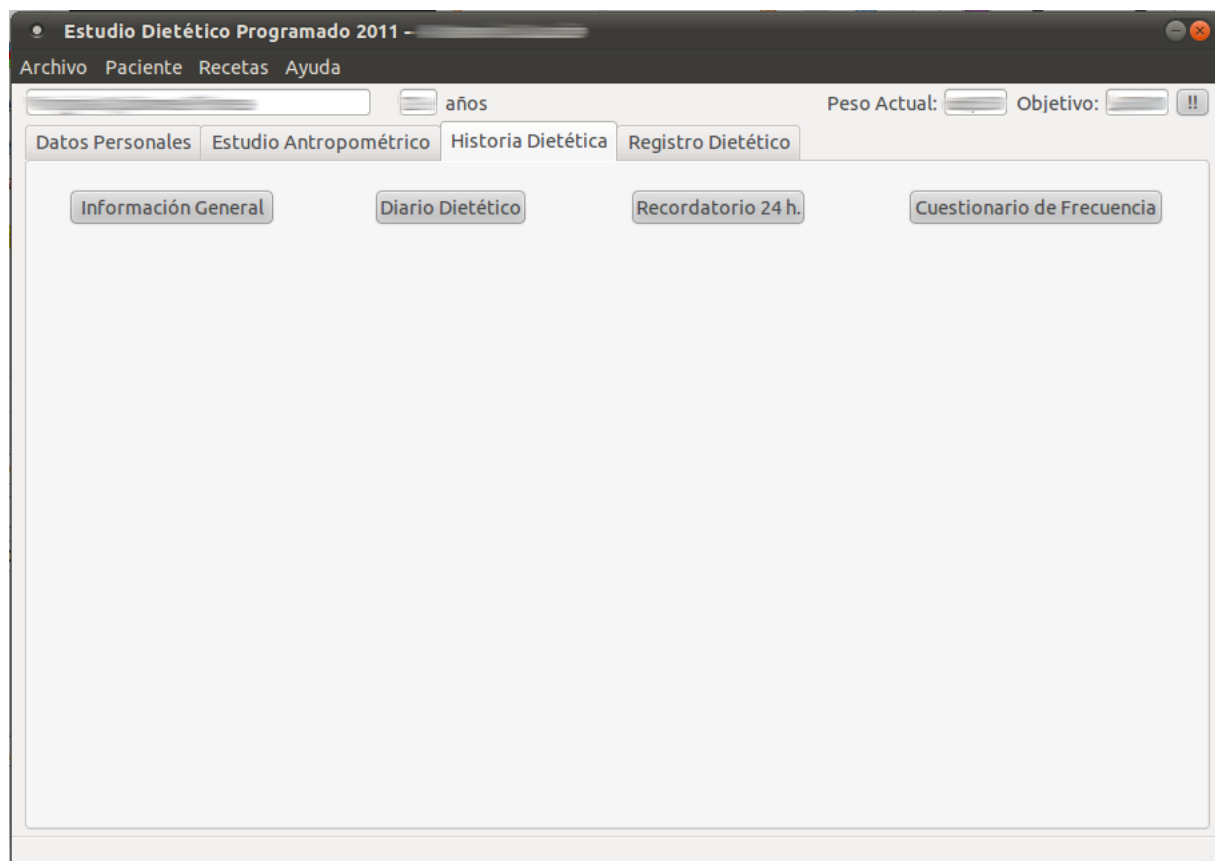 Estudio Dietético Programado 2011 -
Archivo Paciente Recetas Ayuda
años Peso Actual: Objetivo: !!
Datos Personales Estudio Antropométrico Historia Dietética Registro Dietético
Información General Diario Dietético Recordatorio 24 h. Cuestionario de Frecuencia